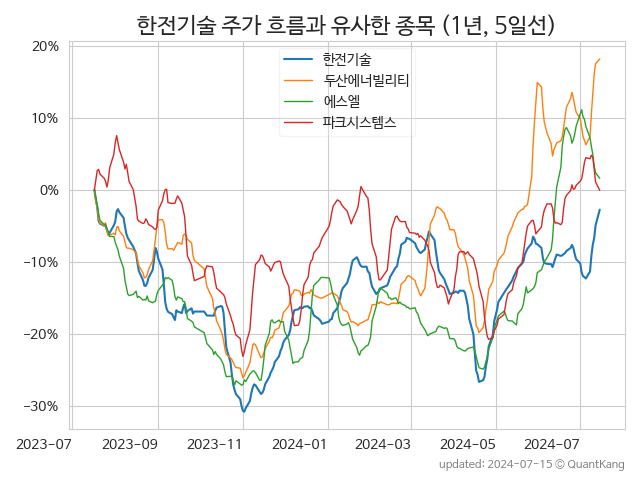 한전기술 주가 흐름과 유사한 종목 (1년, 5일선)
한전기술
두산에너빌리티
에스엘
파크시스템스
20%
10%
0%
−10%
−20%
−30%
2023-07 2023-09 2023-11 2024-01 2024-03 2024-05 2024-07
updated: 2024-07-15 © QuantKang